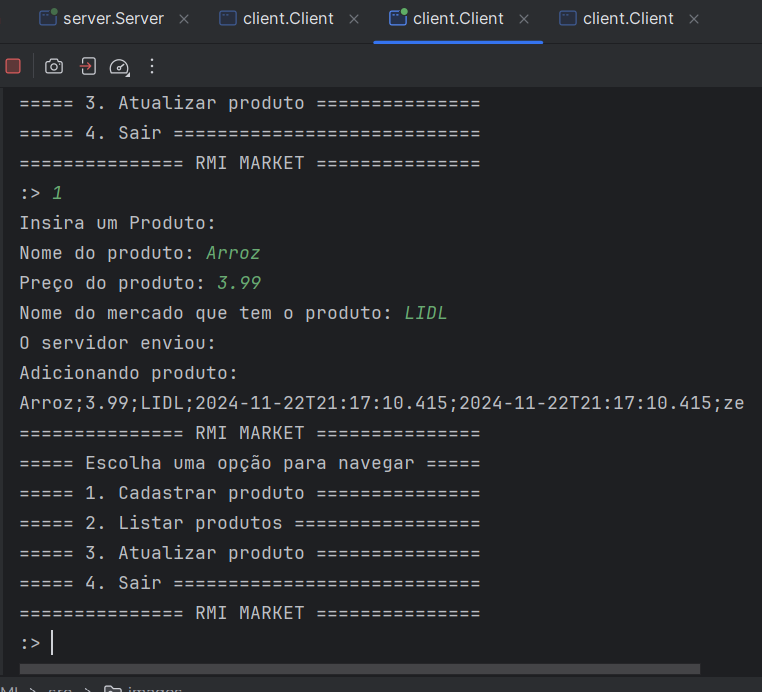 server.Server × client.Client × client.Client × client.Client ×
===== 3. Atualizar produto ===============
===== 4. Sair ============================
=============== RMI MARKET ===============
:> 1
Insira um Produto:
Nome do produto: Arroz
Preço do produto: 3.99
Nome do mercado que tem o produto: LIDL
O servidor enviou:
Adicionando produto:
Arroz;3.99;LIDL;2024-11-22T21:17:10.415;2024-11-22T21:17:10.415;ze
=============== RMI MARKET ===============
===== Escolha uma opção para navegar =====
===== 1. Cadastrar produto ===============
===== 2. Listar produtos =================
===== 3. Atualizar produto ===============
===== 4. Sair ============================
=============== RMI MARKET ===============
:>
src > images